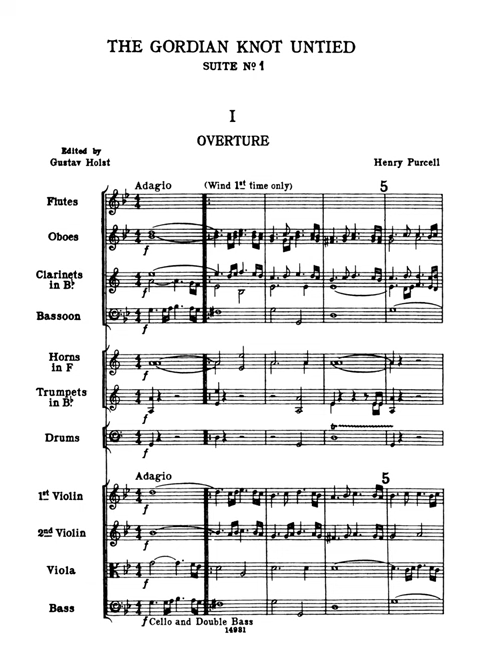 THE GORDIAN KNOT UNTIED
SUITE Nº 1
I
OVERTURE
Edited by
Gustav Holst
Henry Purcell
Adagio
(Wind 1st time only)
5
Flutes
Oboes
f
Clarinets
in B♭
f
Bassoon
f
Horns
in F
f
Trumpets
in B♭
f
Drums
f
Adagio
5
1st Violin
f
2nd Violin
f
Viola
f
Bass
f Cello and Double Bass
14981